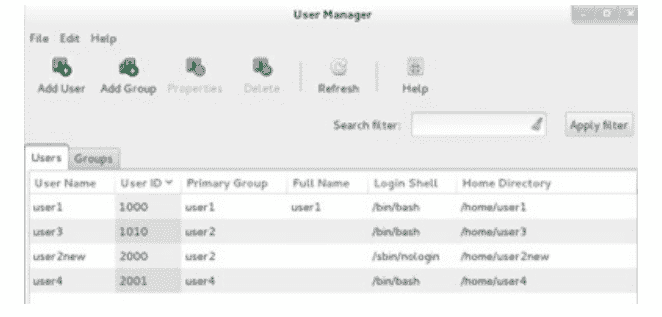 User Manager
File Edit Help
Add User Add Group Properties Delete Refresh Help
Search filter: Apply filter
Users Groups
User Name User ID Primary Group Full Name Login Shell Home Directory
user1 1000 user1 user1 /bin/bash /home/user1
user3 1010 user2 /bin/bash /home/user3
user2new 2000 user2 /sbin/nologin /home/user2new
user4 2001 user4 /bin/bash /home/user4